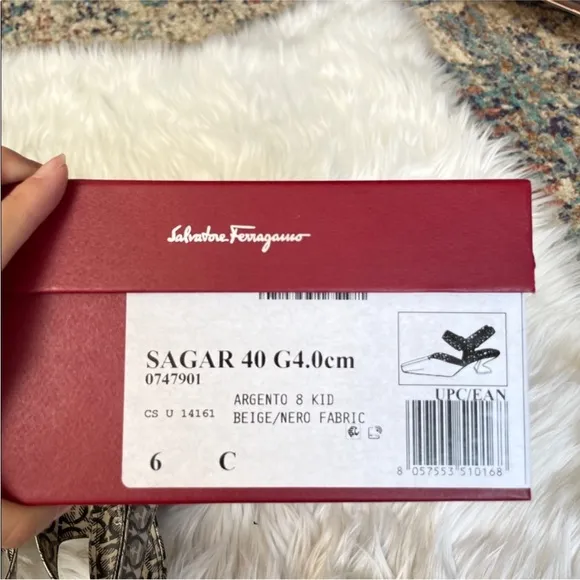 Salvatore Ferragamo
SAGAR 40 G4.0cm
0747901
ARGENTO 8 KID
CS U 14161
BEIGE/NERO FABRIC
6 C
UPC/EAN
8 057553 510168